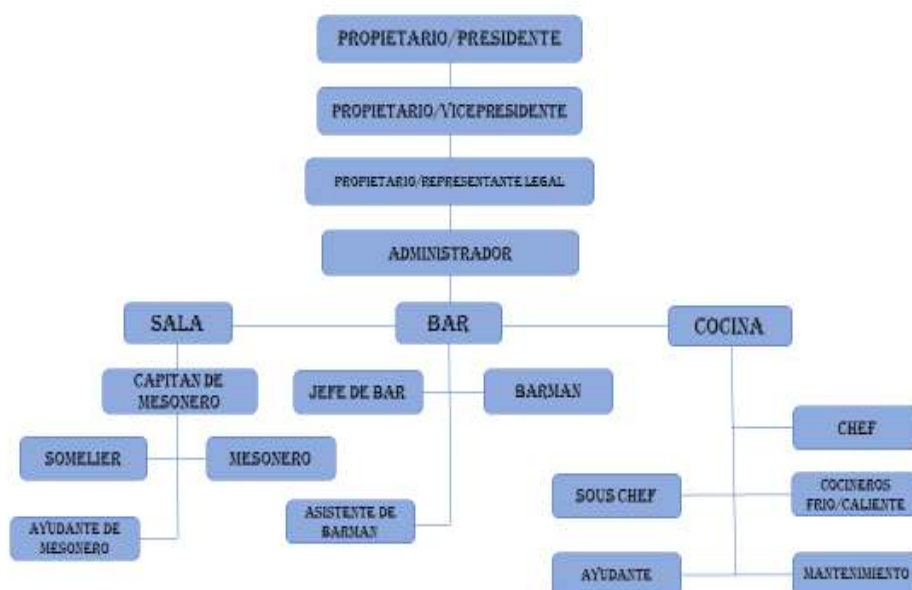 PROPIETARIO/PRESIDENTE
PROPIETARIO/VICEPRESIDENTE
PROPIETARIO/REPRESENTANTE LEGAL
ADMINISTRADOR
SALA
BAR
COCINA
CAPITAN DE
MESONERO
JEFE DE BAR
BARMAN
CHEF
SOMELIER
MESONERO
SOUS CHEF
COCINEROS
FRIO/CALIENTE
AYUDANTE DE
MESONERO
ASISTENTE DE
BARMAN
AYUDANTE
MANTENIMIENTO